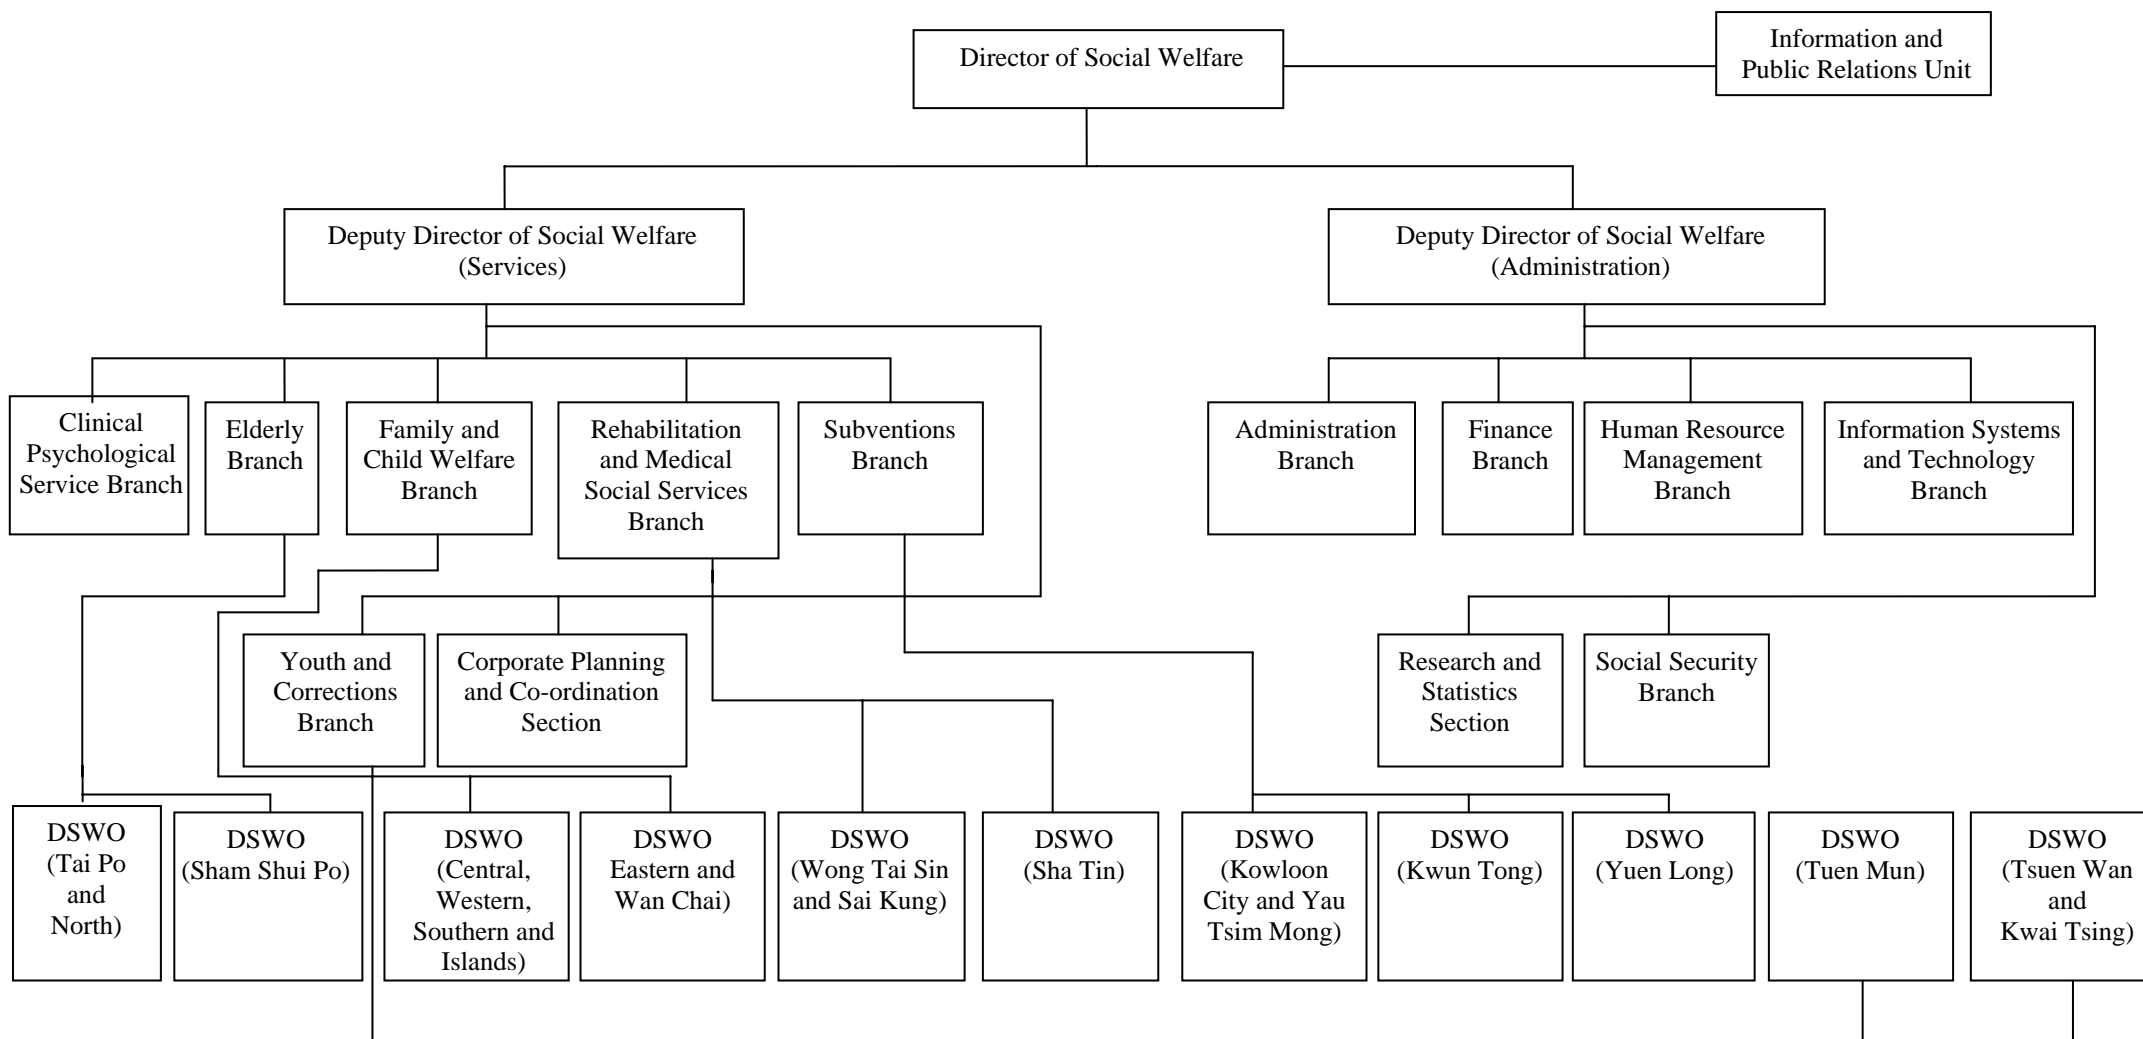 Director of Social Welfare
Information and
Public Relations Unit
Deputy Director of Social Welfare
(Services)
Deputy Director of Social Welfare
(Administration)
Clinical
Psychological
Service Branch
Elderly
Branch
Family and
Child Welfare
Branch
Rehabilitation
and Medical
Social Services
Branch
Subventions
Branch
Administration
Branch
Finance
Branch
Human Resource
Management
Branch
Information Systems
and Technology
Branch
Youth and
Corrections
Branch
Corporate Planning
and Co-ordination
Section
Research and
Statistics
Section
Social Security
Branch
DSWO
(Tai Po
and
North)
DSWO
(Sham Shui Po)
DSWO
(Central,
Western,
Southern and
Islands)
DSWO
Eastern and
Wan Chai)
DSWO
(Wong Tai Sin
and Sai Kung)
DSWO
(Sha Tin)
DSWO
(Kowloon
City and Yau
Tsim Mong)
DSWO
(Kwun Tong)
DSWO
(Yuen Long)
DSWO
(Tuen Mun)
DSWO
(Tsuen Wan
and
Kwai Tsing)